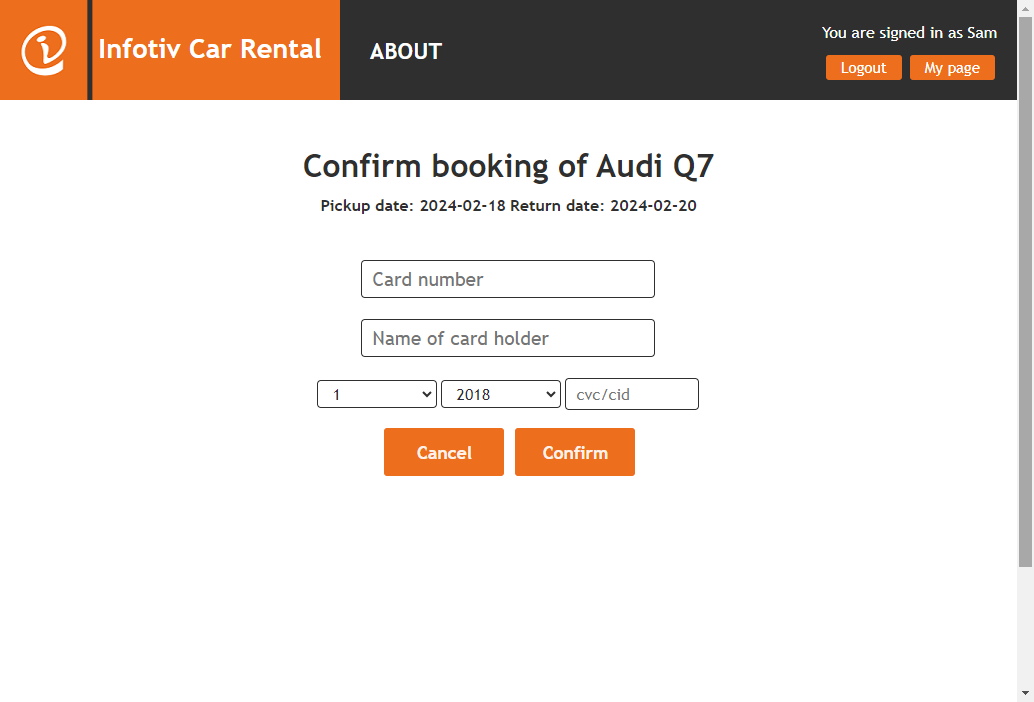 Infotiv Car Rental
ABOUT
You are signed in as Sam
Logout
My page
Confirm booking of Audi Q7
Pickup date: 2024-02-18 Return date: 2024-02-20
Card number
Name of card holder
1
2018
cvc/cid
Cancel
Confirm